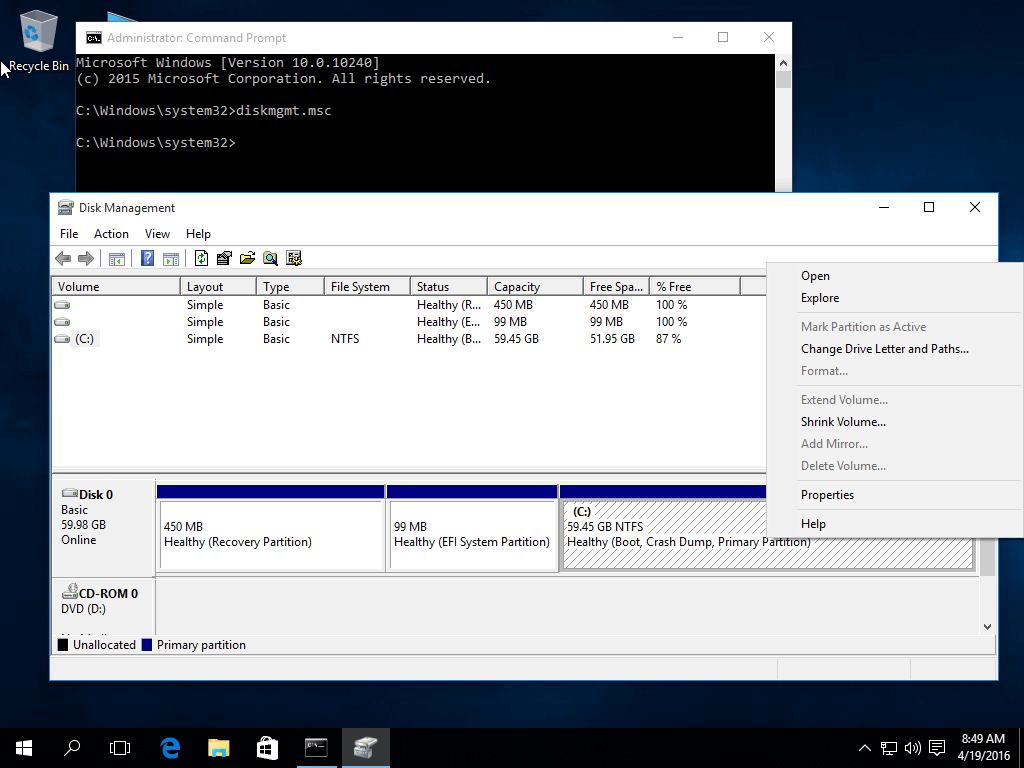 Recycle Bin
Administrator: Command Prompt
Microsoft Windows [Version 10.0.10240]
(c) 2015 Microsoft Corporation. All rights reserved.
C:\Windows\system32>diskmgmt.msc
C:\Windows\system32>
Disk Management
File Action View Help
Volume Layout Type File System Status Capacity Free Spa... % Free
Simple Basic Healthy (R... 450 MB 450 MB 100 %
Simple Basic Healthy (E... 99 MB 99 MB 100 %
(C:) Simple Basic NTFS Healthy (B... 59.45 GB 51.95 GB 87 %
Open
Explore
Mark Partition as Active
Change Drive Letter and Paths...
Format...
Extend Volume...
Shrink Volume...
Add Mirror...
Delete Volume...
Properties
Help
Disk 0
Basic
59.98 GB
Online
450 MB
Healthy (Recovery Partition)
99 MB
Healthy (EFI System Partition)
(C:)
59.45 GB NTFS
Healthy (Boot, Crash Dump, Primary Partition)
CD-ROM 0
DVD (D:)
Unallocated Primary partition
8:49 AM
4/19/2016